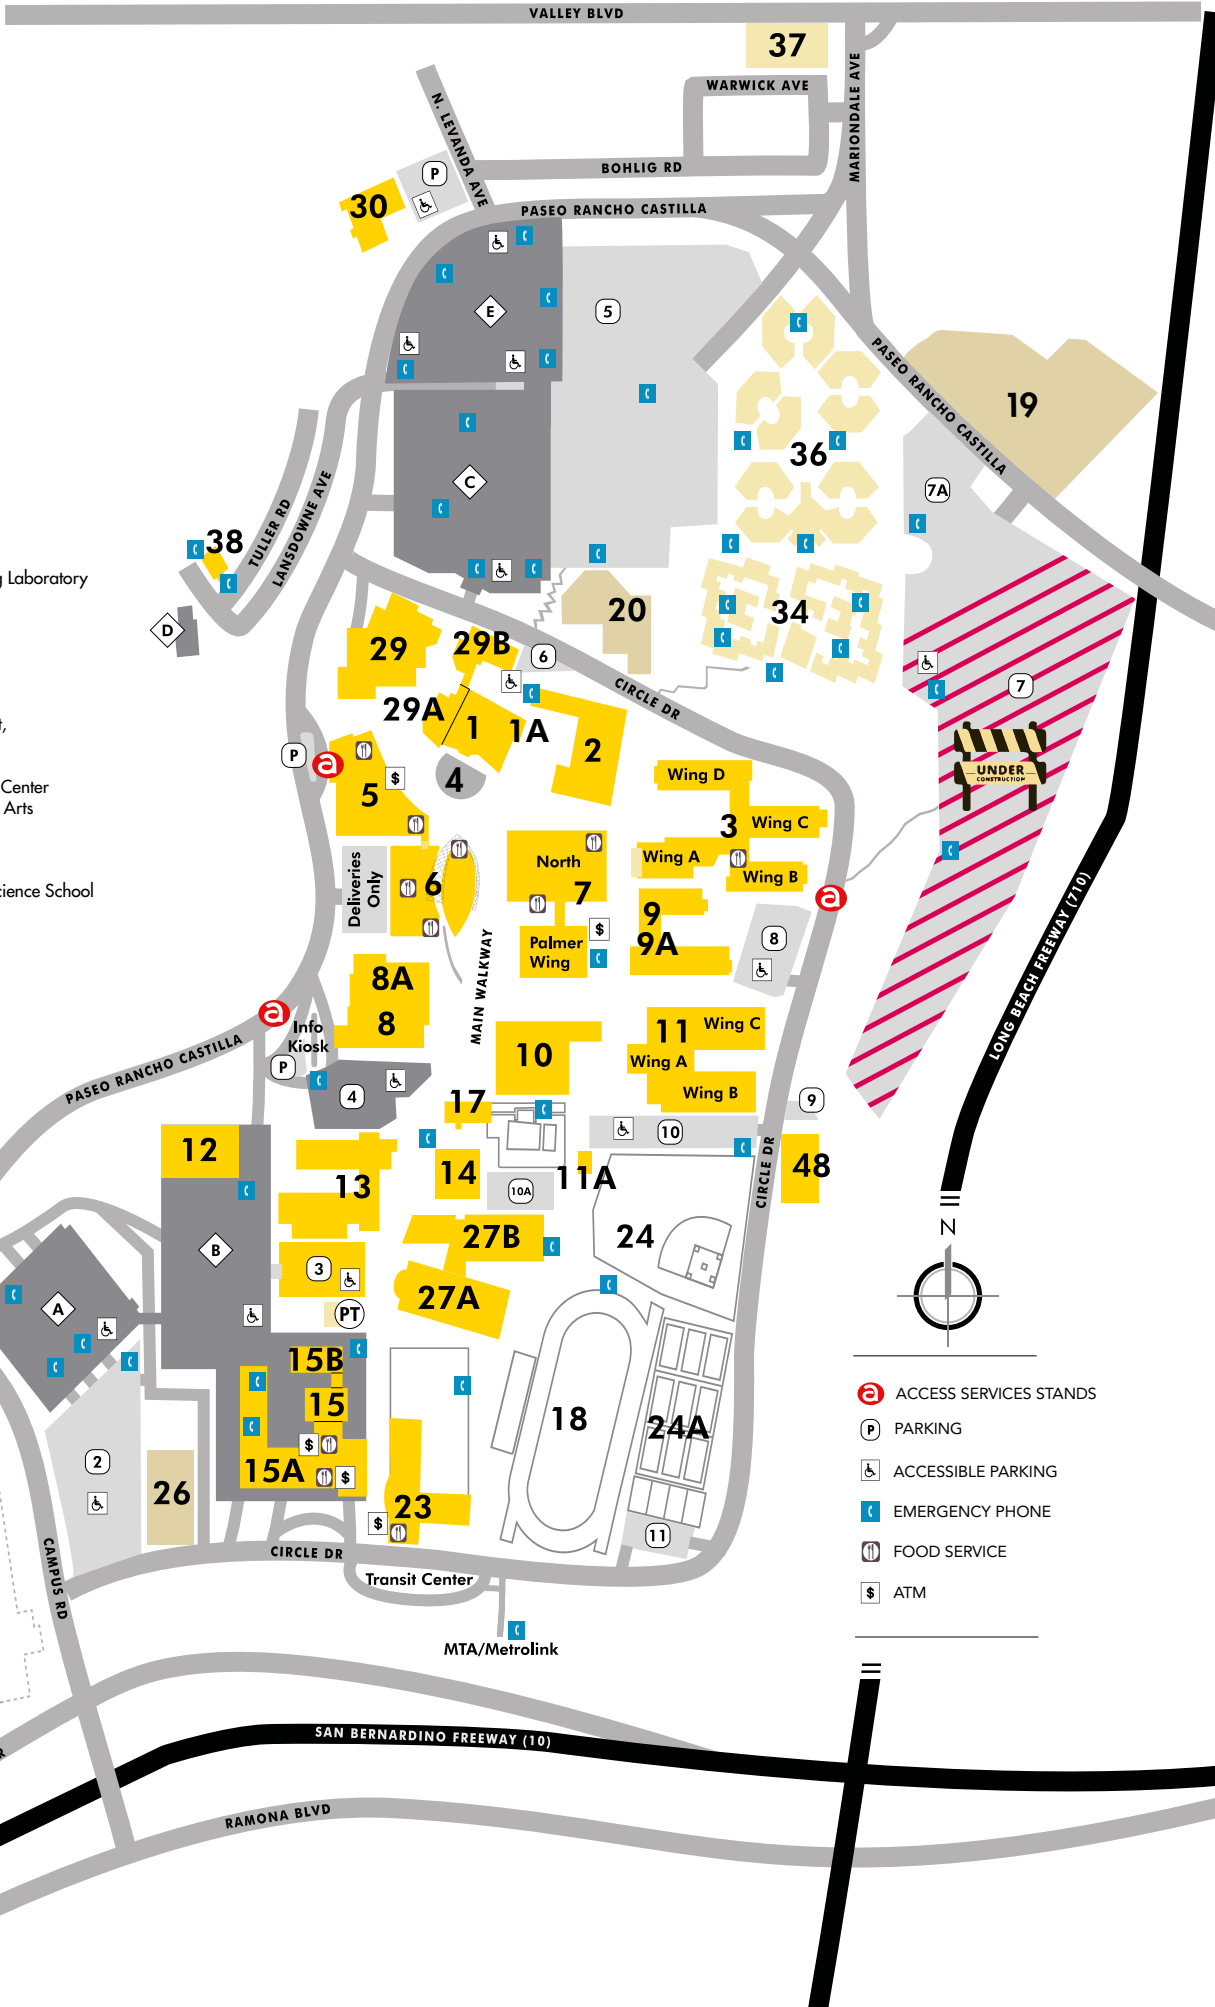 VALLEY BLVD
37
WARWICK AVE
MARIONDALE AVE
N. LEVANDA AVE
P
BOHLIG RD
30
PASEO RANCHO CASTILLA
E
5
PASEO RANCHO CASTILLA
19
36
C
7A
TULLER RD
LANSDOWNE AVE
38
g Laboratory
D
20
34
29
29B
6
7
CIRCLE DR
29A
1
1A
2
t,
P
a
UNDER
CONSTRUCTION
4
5
Wing D
Center
Arts
3
Wing C
Wing A
North
Wing B
Deliveries
Only
6
7
cience School
a
9
9A
8
Palmer
Wing
MAIN WALKWAY
LONG BEACH FREEWAY (710)
8A
8
a
Info
Kiosk
11
Wing C
10
Wing A
Wing B
PASEO RANCHO CASTILLA
P
4
17
9
10
12
13
14
11A
10A
48
CIRCLE DR
27B
24
N
B
3
A
27A
PT
15B
15
18
24A
a ACCESS SERVICES STANDS
P PARKING
ACCESSIBLE PARKING
EMERGENCY PHONE
FOOD SERVICE
$ ATM
2
$
15A
$
26
23
$
11
CAMPUS RD
CIRCLE DR
Transit Center
MTA/Metrolink
R
SAN BERNARDINO FREEWAY (10)
RAMONA BLVD
$
$